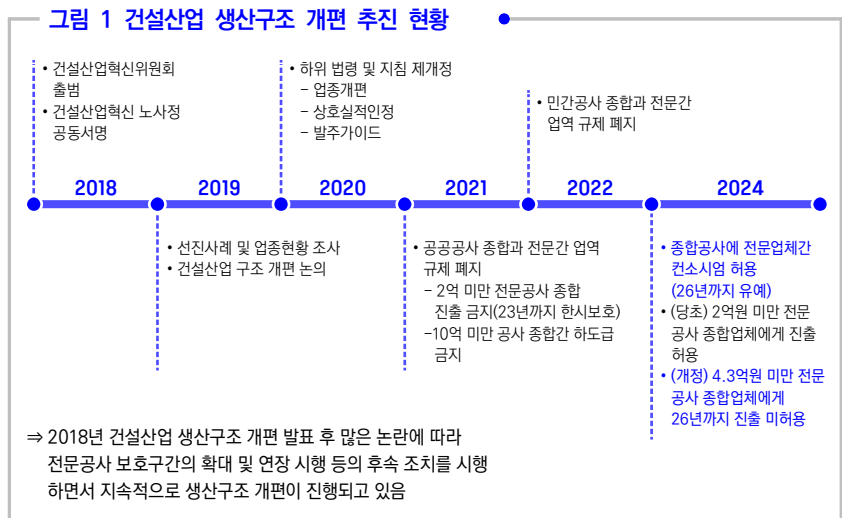 그림 1 건설산업 생산구조 개편 추진 현황
• 건설산업혁신위원회
출범
• 건설산업혁신 노사정
공동서명
• 하위 법령 및 지침 제개정
- 업종개편
- 상호실적인정
- 발주가이드
• 민간공사 종합과 전문간
업역 규제 폐지
2018 2019 2020 2021 2022 2024
• 선진사례 및 업종현황 조사
• 건설산업 구조 개편 논의
• 공공공사 종합과 전문간 업역
규제 폐지
- 2억 미만 전문공사 종합
진출 금지(23년까지 한시보호)
-10억 미만 공사 종합간 하도급
금지
• 종합공사에 전문업체간
컨소시엄 허용
(26년까지 유예)
• (당초) 2억원 미만 전문
공사 종합업체에게 진출
허용
• (개정) 4.3억원 미만 전문
공사 종합업체에게
26년까지 진출 미허용
⇒ 2018년 건설산업 생산구조 개편 발표 후 많은 논란에 따라
전문공사 보호구간의 확대 및 연장 시행 등의 후속 조치를 시행
하면서 지속적으로 생산구조 개편이 진행되고 있음